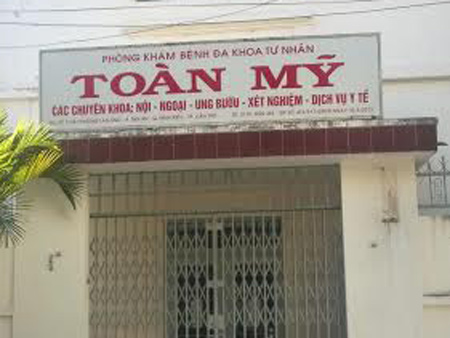 PHÒNG KHÁM BỆNH ĐA KHOA TƯ NHÂN
TOÀN MỸ
CÁC CHUYÊN KHOA: NỘI - NGOẠI - UNG BƯỚU - XÉT NGHIỆM - DỊCH VỤ Y TẾ